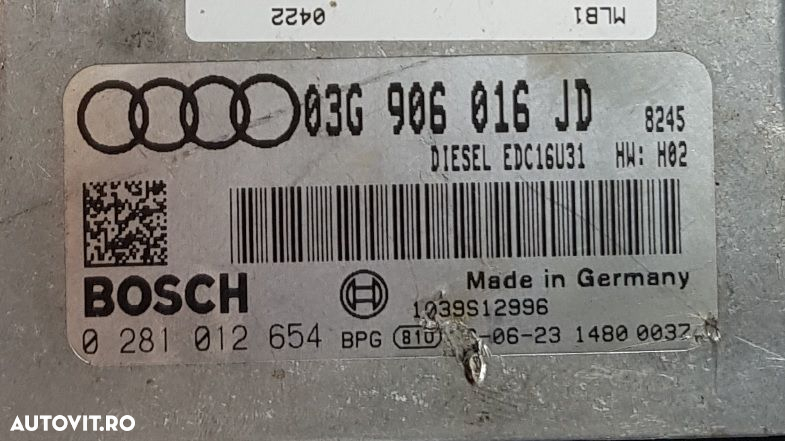 MLB1 0422
03G 906 016 JD 8245
DIESEL EDC16U31 HW: H02
BOSCH
Made in Germany
1039S12996
0 281 012 654 BPG 810 -06-23 1480 0037
AUTOVIT.RO